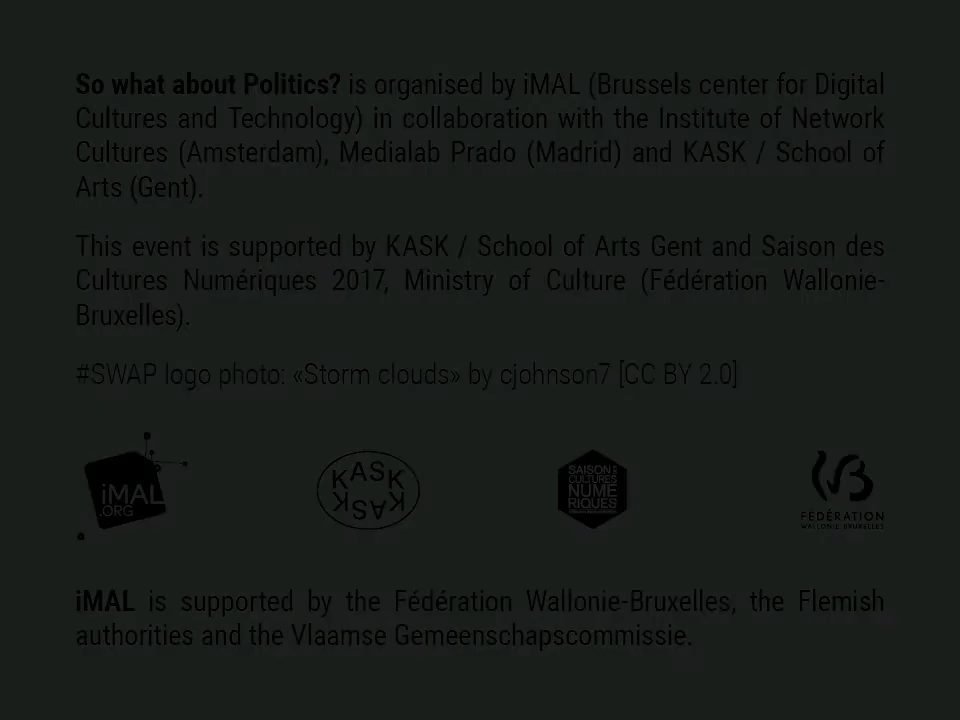 So what about Politics? is organised by iMAL (Brussels center for Digital
Cultures and Technology) in collaboration with the Institute of Network
Cultures (Amsterdam), Medialab Prado (Madrid) and KASK / School of
Arts (Gent).
This event is supported by KASK / School of Arts Gent and Saison des
Cultures Numériques 2017, Ministry of Culture (Fédération Wallonie-
Bruxelles).
#SWAP logo photo: «Storm clouds» by cjohnson7 [CC BY 2.0]
iMAL
.ORG
KASK
KASK
SAISON DES
CULTURES
NUMÉ
RIQUES
FÉDÉRATION
WALLONIE-BRUXELLES
iMAL is supported by the Fédération Wallonie-Bruxelles, the Flemish
authorities and the Vlaamse Gemeenschapscommissie.